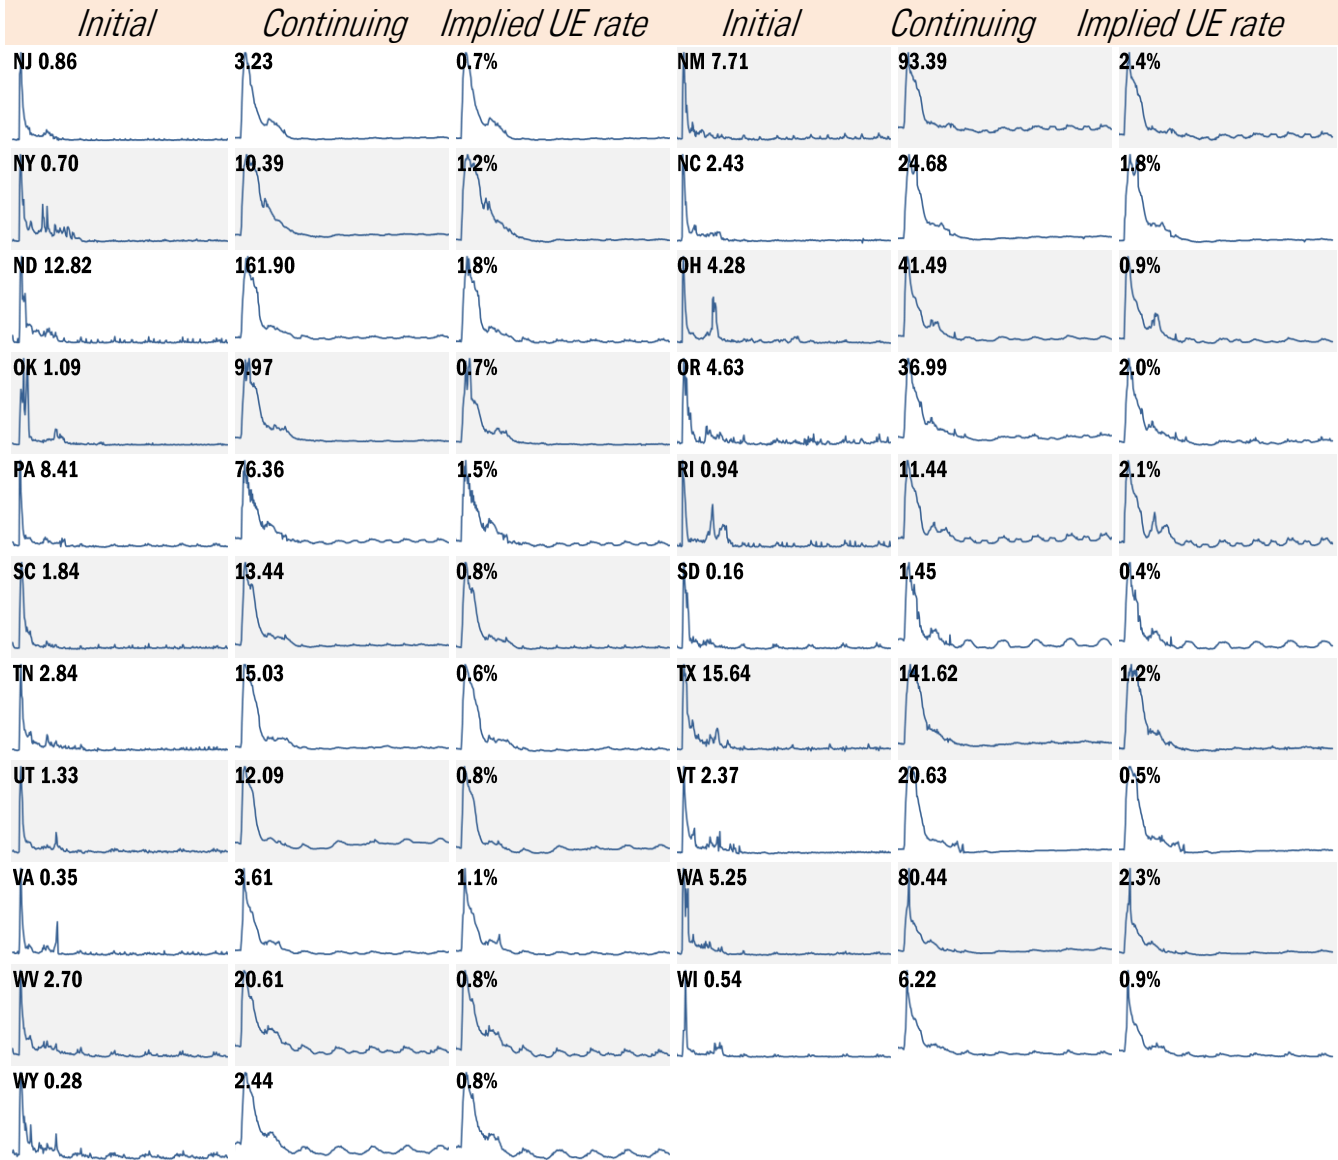 Initial Continuing Implied UE rate Initial Continuing Implied UE rate
NJ 0.86 3.23 0.7% NM 7.71 93.39 2.4%
NY 0.70 10.39 1.2% NC 2.43 24.68 1.8%
ND 12.82 161.90 1.8% OH 4.28 41.49 0.9%
OK 1.09 9.97 0.7% OR 4.63 36.99 2.0%
PA 8.41 76.36 1.5% RI 0.94 11.44 2.1%
SC 1.84 13.44 0.8% SD 0.16 1.45 0.4%
TN 2.84 15.03 0.6% TX 15.64 141.62 1.2%
UT 1.33 12.09 0.8% VT 2.37 20.63 0.5%
VA 0.35 3.61 1.1% WA 5.25 80.44 2.3%
WV 2.70 20.61 0.8% WI 0.54 6.22 0.9%
WY 0.28 2.44 0.8%